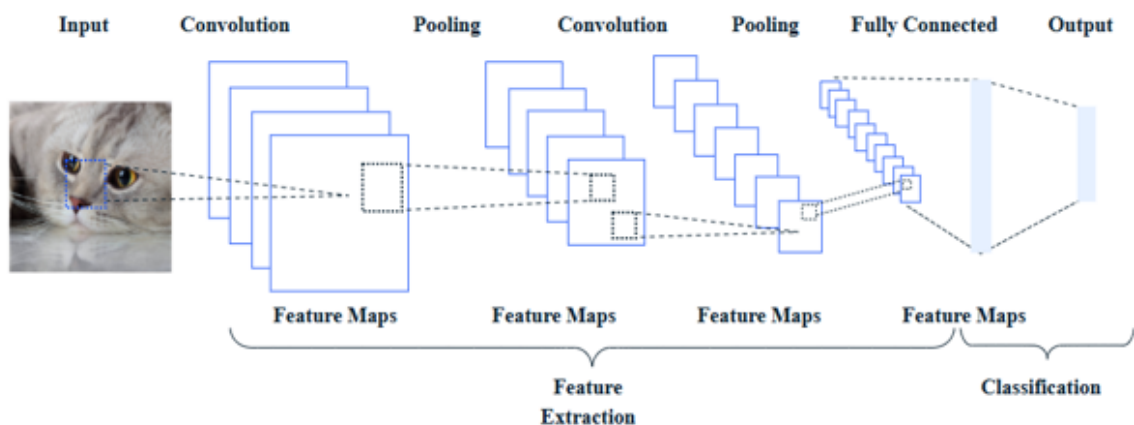 Input Convolution Pooling Convolution Pooling Fully Connected Output
Feature Maps Feature Maps Feature Maps Feature Maps
Feature
Extraction
Classification